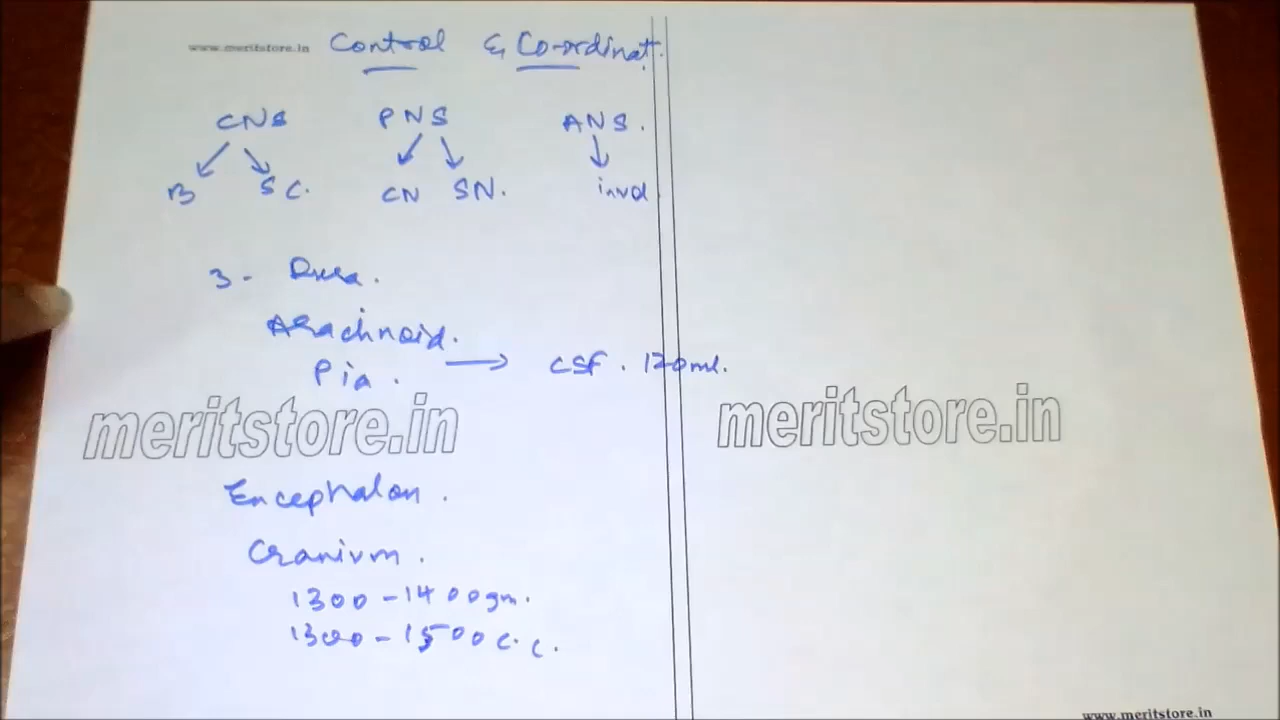 www.meritstore.in Control & Co-ordinat.
CNS PNS ANS.
B SC. CN SN. invol
3- Dura.
Arachnoid.
Pia. → CSF. 120ml.
meritstore.in meritstore.in
Encephalon.
Cranium.
1300-1400gm.
1300-1500 c.c.
www.meritstore.in